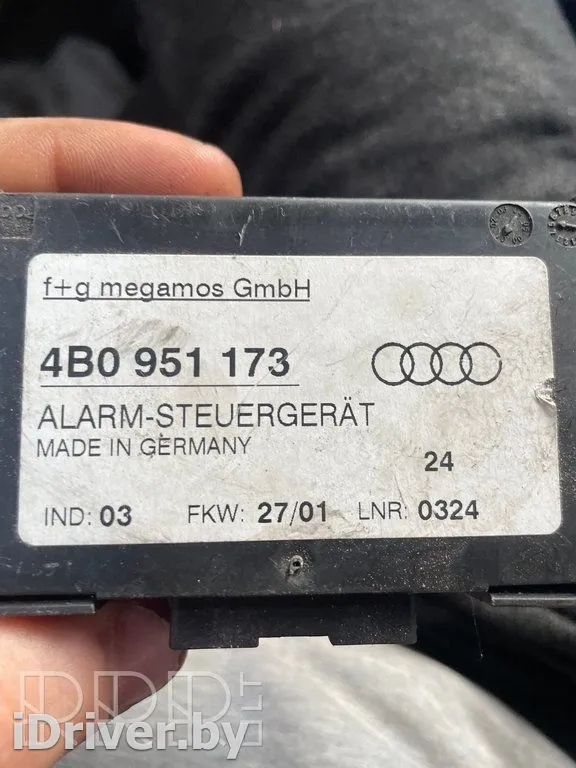 f+g megamos GmbH
4B0 951 173
ALARM-STEUERGERÄT
MADE IN GERMANY
24
IND: 03 FKW: 27/01 LNR: 0324
iDriver.by